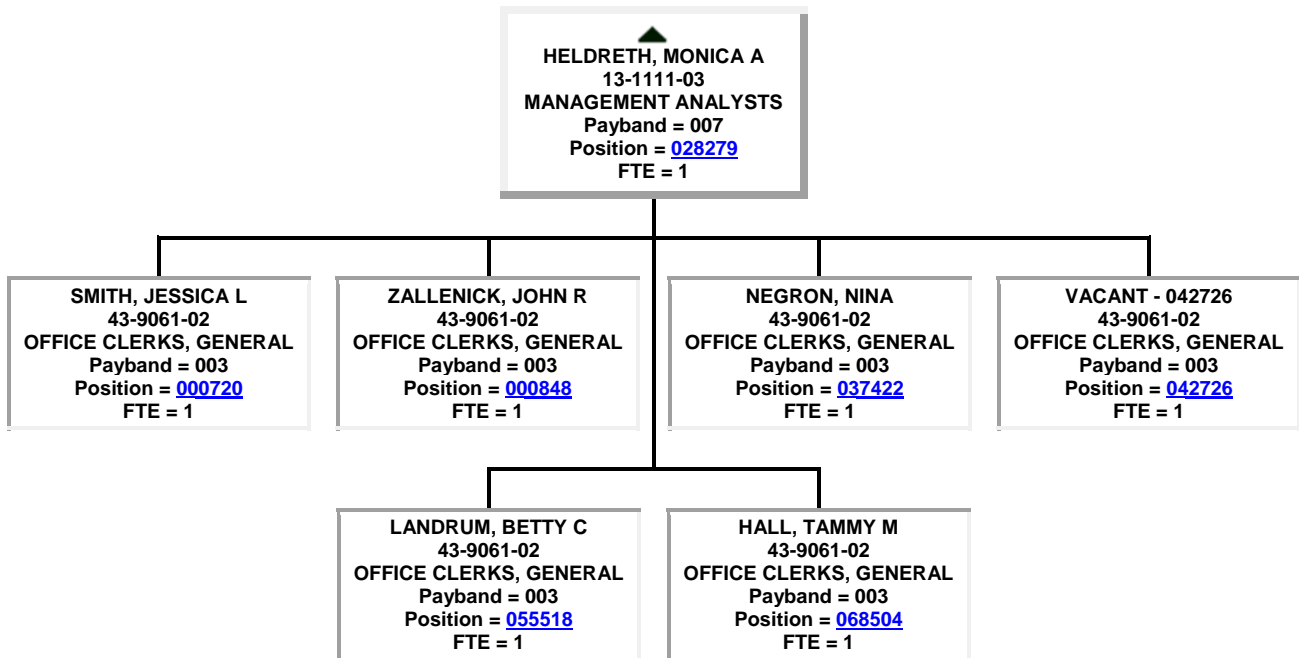 HELDRETH, MONICA A
13-1111-03
MANAGEMENT ANALYSTS
Payband = 007
Position = 028279
FTE = 1
SMITH, JESSICA L
43-9061-02
OFFICE CLERKS, GENERAL
Payband = 003
Position = 000720
FTE = 1
ZALLENICK, JOHN R
43-9061-02
OFFICE CLERKS, GENERAL
Payband = 003
Position = 000848
FTE = 1
NEGRON, NINA
43-9061-02
OFFICE CLERKS, GENERAL
Payband = 003
Position = 037422
FTE = 1
VACANT - 042726
43-9061-02
OFFICE CLERKS, GENERAL
Payband = 003
Position = 042726
FTE = 1
LANDRUM, BETTY C
43-9061-02
OFFICE CLERKS, GENERAL
Payband = 003
Position = 055518
FTE = 1
HALL, TAMMY M
43-9061-02
OFFICE CLERKS, GENERAL
Payband = 003
Position = 068504
FTE = 1